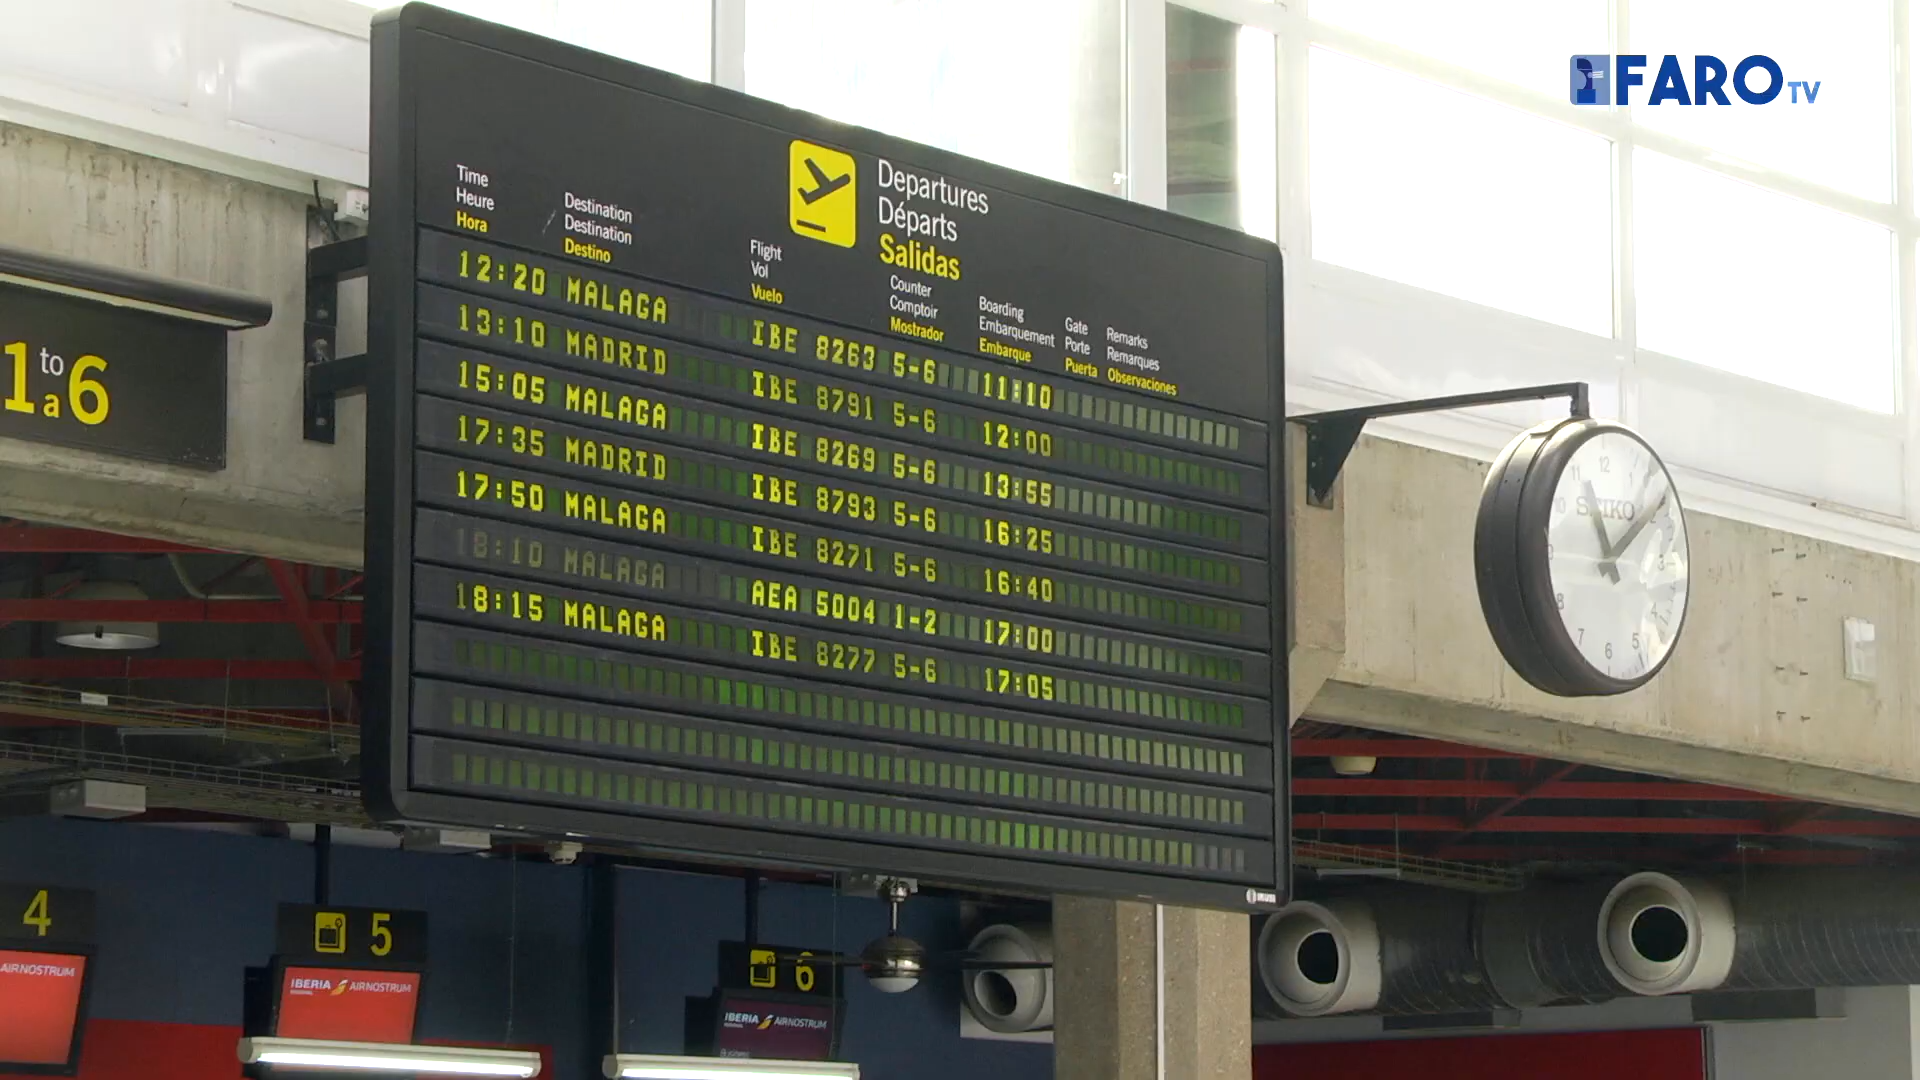 FARO TV
Departures
Départs
Salidas
Time
Heure
Hora
Destination
Destination
Destino
Flight
Vol
Vuelo
Counter
Comptoir
Mostrador
Boarding
Embarquement
Embarque
Gate
Porte
Puerta
Remarks
Remarques
Observaciones
12:20 MALAGA IBE 8263 5-6 11:10
13:10 MADRID IBE 8791 5-6 12:00
15:05 MALAGA IBE 8269 5-6 13:55
17:35 MADRID IBE 8793 5-6 16:25
17:50 MALAGA IBE 8271 5-6 16:40
18:10 MALAGA AEA 5004 1-2 17:00
18:15 MALAGA IBE 8277 5-6 17:05
1 to a 6
SEIKO
4
AIRNOSTRUM
5
IBERIA AIRNOSTRUM
6
IBERIA AIRNOSTRUM